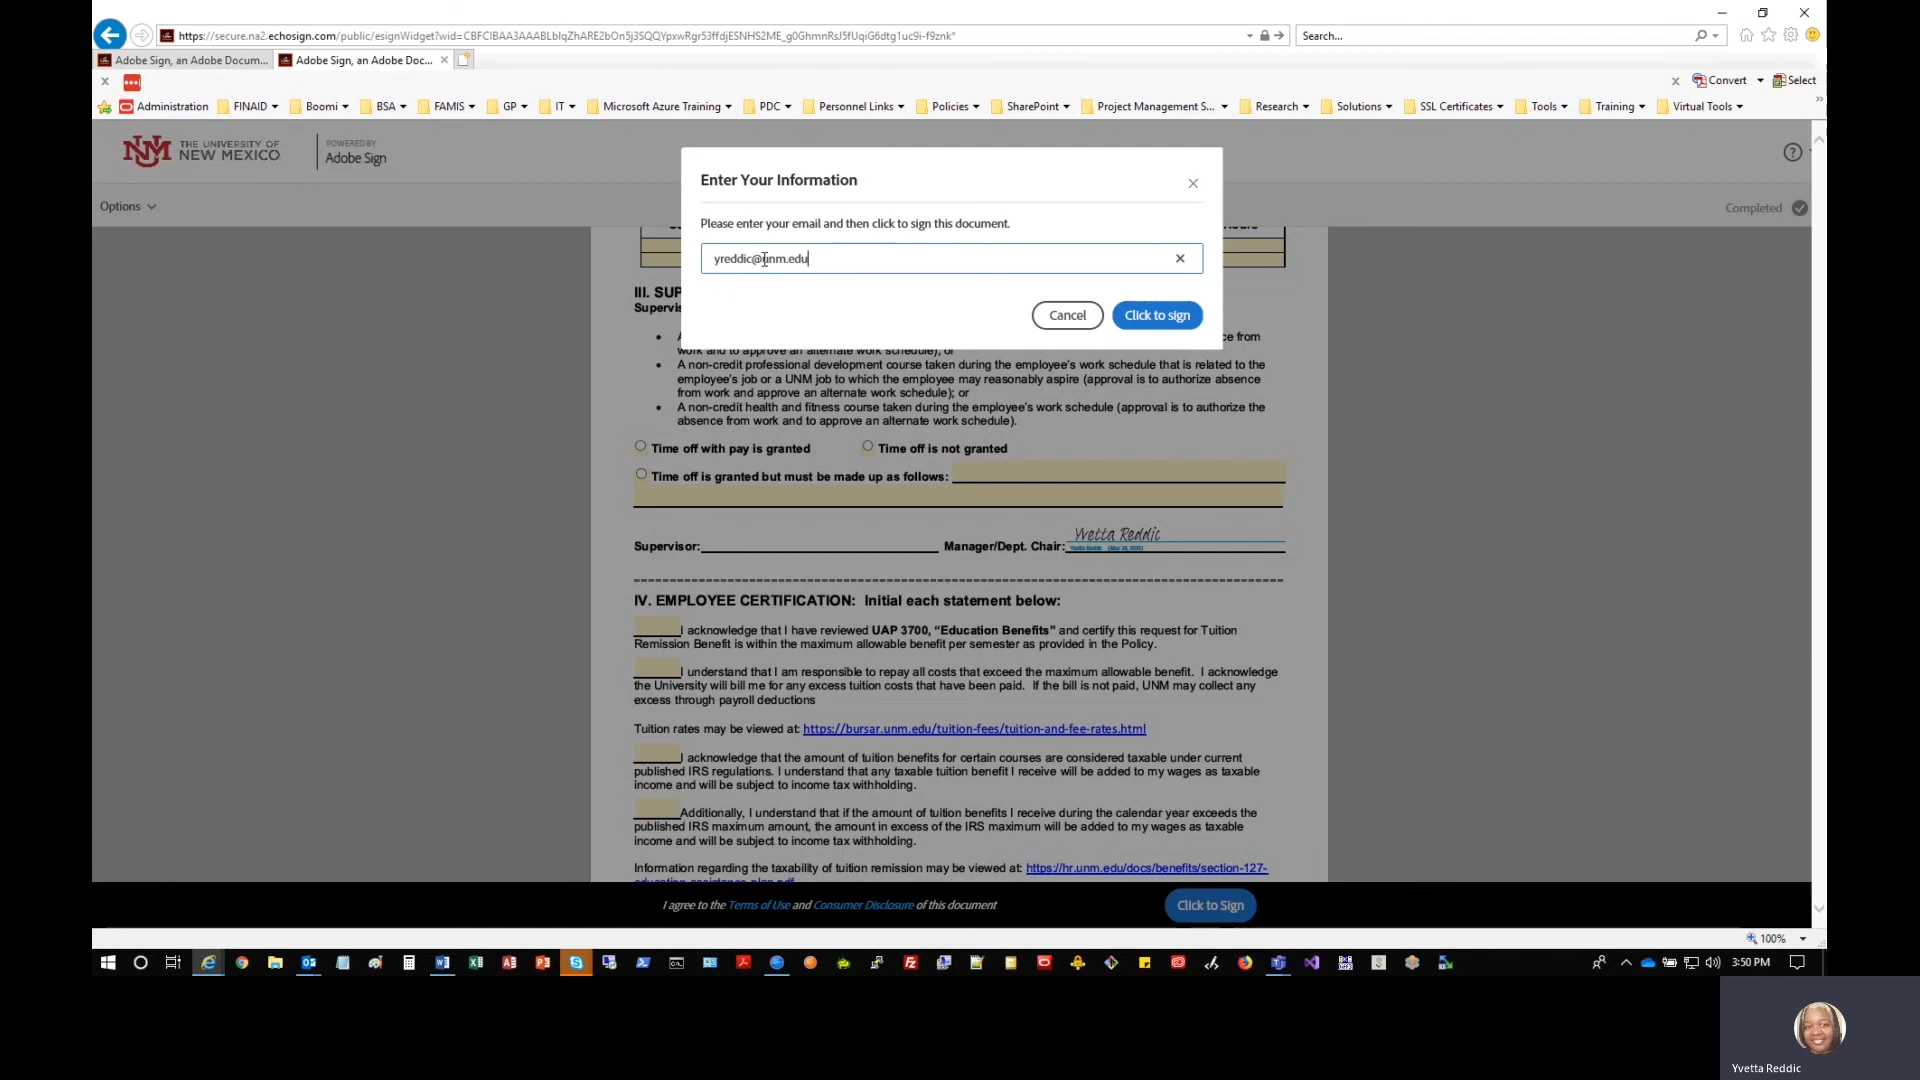 https://secure.na2.echosign.com/public/esignWidget?wid=CBFCIBAA3AAABLblqZhARE2bOn5j3SQQYpxwRgr53ffdjESNHS2ME_g0GhmnRsJ5fUqiG6dtg1uc9i-f9znk*
Search...
Adobe Sign, an Adobe Docum...
Adobe Sign, an Adobe Doc...
Convert
Select
Administration
FINAID
Boomi
BSA
FAMIS
GP
IT
Microsoft Azure Training
PDC
Personnel Links
Policies
SharePoint
Project Management S...
Research
Solutions
SSL Certificates
Tools
Training
Virtual Tools
THE UNIVERSITY OF
NEW MEXICO
POWERED BY
Adobe Sign
Options
Completed
Enter Your Information
Please enter your email and then click to sign this document.
yreddic@unm.edu
Cancel
Click to sign
III. SUP
Supervis
ce from
work and to approve an alternate work schedule); or
A non-credit professional development course taken during the employee's work schedule that is related to the
employee's job or a UNM job to which the employee may reasonably aspire (approval is to authorize absence
from work and approve an alternate work schedule); or
A non-credit health and fitness course taken during the employee's work schedule (approval is to authorize the
absence from work and to approve an alternate work schedule).
Time off with pay is granted
Time off is not granted
Time off is granted but must be made up as follows:
Yvetta Reddic
Supervisor:
Manager/Dept. Chair:
IV. EMPLOYEE CERTIFICATION: Initial each statement below:
I acknowledge that I have reviewed UAP 3700, “Education Benefits” and certify this request for Tuition
Remission Benefit is within the maximum allowable benefit per semester as provided in the Policy.
I understand that I am responsible to repay all costs that exceed the maximum allowable benefit. I acknowledge
the University will bill me for any excess tuition costs that have been paid. If the bill is not paid, UNM may collect any
excess through payroll deductions
Tuition rates may be viewed at: https://bursar.unm.edu/tuition-fees/tuition-and-fee-rates.html
I acknowledge that the amount of tuition benefits for certain courses are considered taxable under current
published IRS regulations. I understand that any taxable tuition benefit I receive will be added to my wages as taxable
income and will be subject to income tax withholding.
Additionally, I understand that if the amount of tuition benefits I receive during the calendar year exceeds the
published IRS maximum amount, the amount in excess of the IRS maximum will be added to my wages as taxable
income and will be subject to income tax withholding.
Information regarding the taxability of tuition remission may be viewed at: https://hr.unm.edu/docs/benefits/section-127-
education-assistance-plan.pdf
I agree to the Terms of Use and Consumer Disclosure of this document
Click to Sign
100%
3:50 PM
Yvetta Reddic